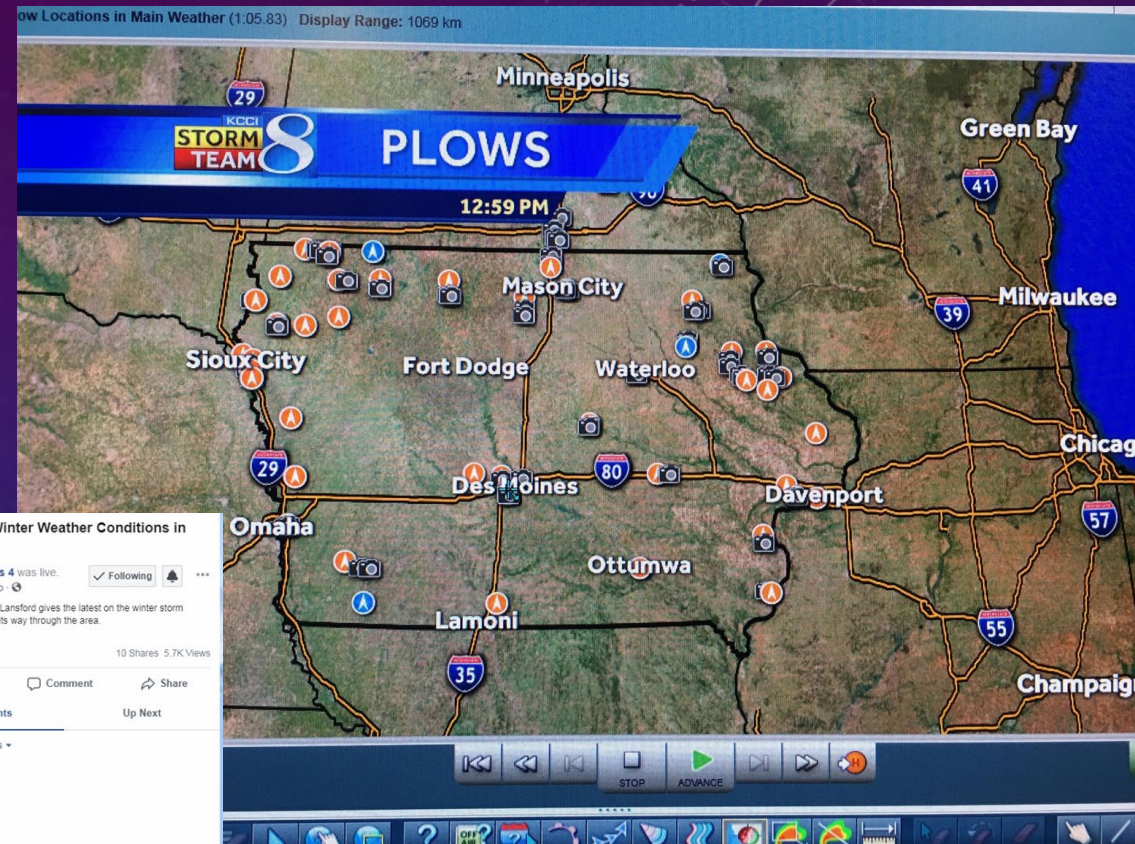 ow Locations in Main Weather (1:05.83) Display Range: 1069 km
Minneapolis
29
Green Bay
KCCI
STORM
TEAM 8
PLOWS
41
90
12:59 PM
Mason City
Milwaukee
39
Sioux City
Fort Dodge
Waterloo
Chicag
29
80
Des Moines
Davenport
57
Omaha
Ottumwa
55
Lamoni
35
Champaig
STOP
ADVANCE
H
OFF
AIR
Winter Weather Conditions in
s 4 was live.
Following
Lansford gives the latest on the winter storm
ts way through the area.
10 Shares 5.7K Views
Comment Share
nts Up Next